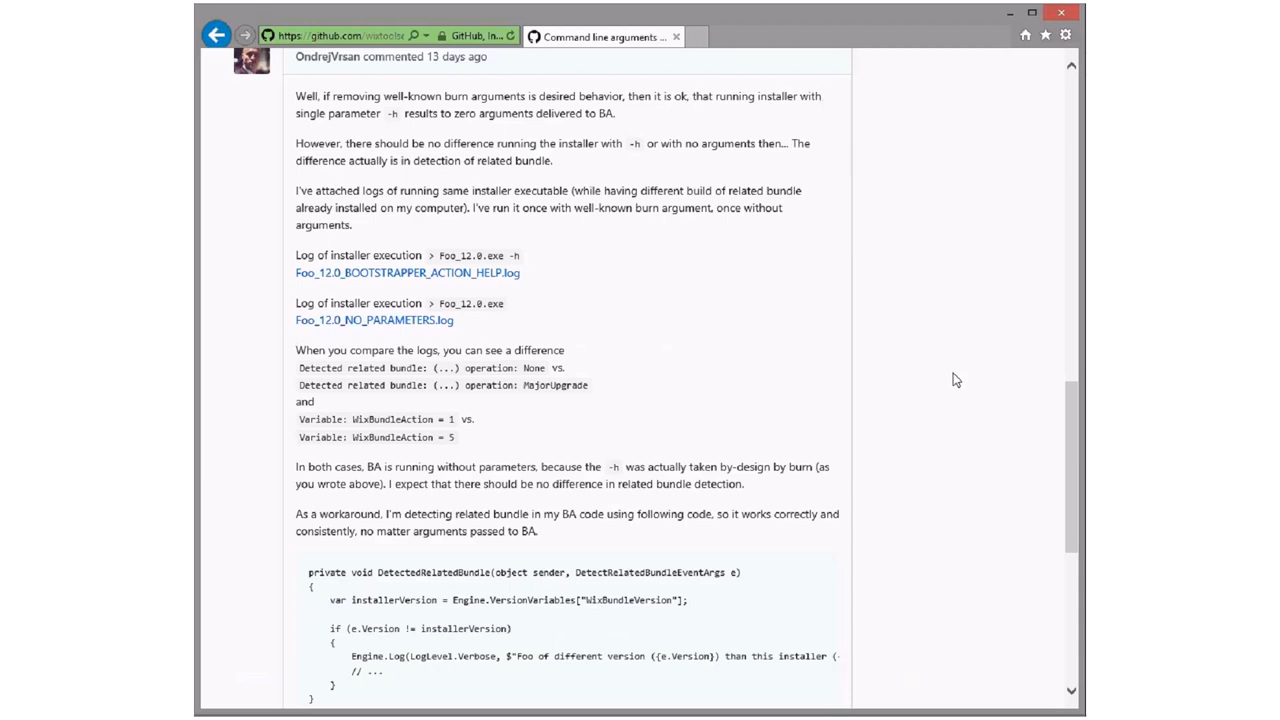 https://github.com/wixtoolse
GitHub, In...
Command line arguments ...
OndrejVrsan commented 13 days ago
Well, if removing well-known burn arguments is desired behavior, then it is ok, that running installer with
single parameter -h results to zero arguments delivered to BA.
However, there should be no difference running the installer with -h or with no arguments then... The
difference actually is in detection of related bundle.
I've attached logs of running same installer executable (while having different build of related bundle
already installed on my computer). I've run it once with well-known burn argument, once without
arguments.
Log of installer execution > Foo_12.0.exe -h
Foo_12.0_BOOTSTRAPPER_ACTION_HELP.log
Log of installer execution > Foo_12.0.exe
Foo_12.0_NO_PARAMETERS.log
When you compare the logs, you can see a difference
Detected related bundle: (...) operation: None vs.
Detected related bundle: (...) operation: MajorUpgrade
and
Variable: WixBundleAction = 1 vs.
Variable: WixBundleAction = 5
In both cases, BA is running without parameters, because the -h was actually taken by-design by burn (as
you wrote above). I expect that there should be no difference in related bundle detection.
As a workaround, I'm detecting related bundle in my BA code using following code, so it works correctly and
consistently, no matter arguments passed to BA.
private void DetectedRelatedBundle(object sender, DetectRelatedBundleEventArgs e)
{
var installerVersion = Engine.VersionVariables["WixBundleVersion"];
if (e.Version != installerVersion)
{
Engine.Log(LogLevel.Verbose, $"Foo of different version ({e.Version}) than this installer (
// ...
}
}